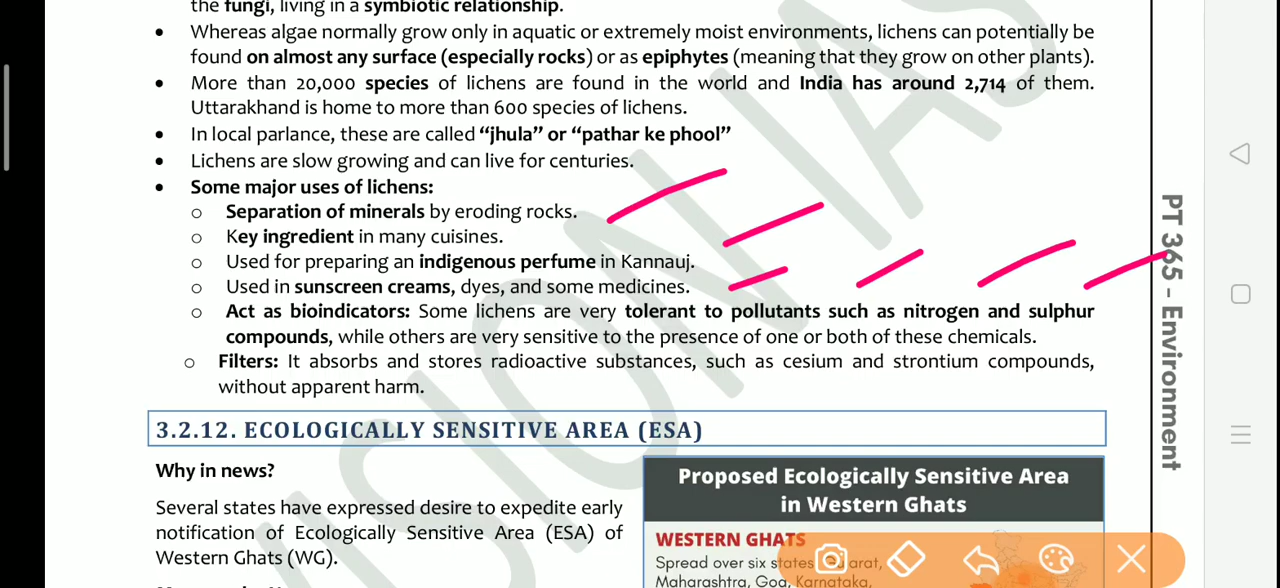 the fungi, living in a symbiotic relationship.
• Whereas algae normally grow only in aquatic or extremely moist environments, lichens can potentially be
found on almost any surface (especially rocks) or as epiphytes (meaning that they grow on other plants).
• More than 20,000 species of lichens are found in the world and India has around 2,714 of them.
Uttarakhand is home to more than 600 species of lichens.
• In local parlance, these are called “jhula” or “pathar ke phool”
• Lichens are slow growing and can live for centuries.
• Some major uses of lichens:
o Separation of minerals by eroding rocks.
o Key ingredient in many cuisines.
o Used for preparing an indigenous perfume in Kannauj.
o Used in sunscreen creams, dyes, and some medicines.
o Act as bioindicators: Some lichens are very tolerant to pollutants such as nitrogen and sulphur
compounds, while others are very sensitive to the presence of one or both of these chemicals.
o Filters: It absorbs and stores radioactive substances, such as cesium and strontium compounds,
without apparent harm.
3.2.12. ECOLOGICALLY SENSITIVE AREA (ESA)
Why in news?
Several states have expressed desire to expedite early
notification of Ecologically Sensitive Area (ESA) of
Western Ghats (WG).
Proposed Ecologically Sensitive Area
in Western Ghats
WESTERN GHATS
Spread over six states arat,
Maharashtra, Goa, Karnataka,
PT 365 - Environment
VISION IAS